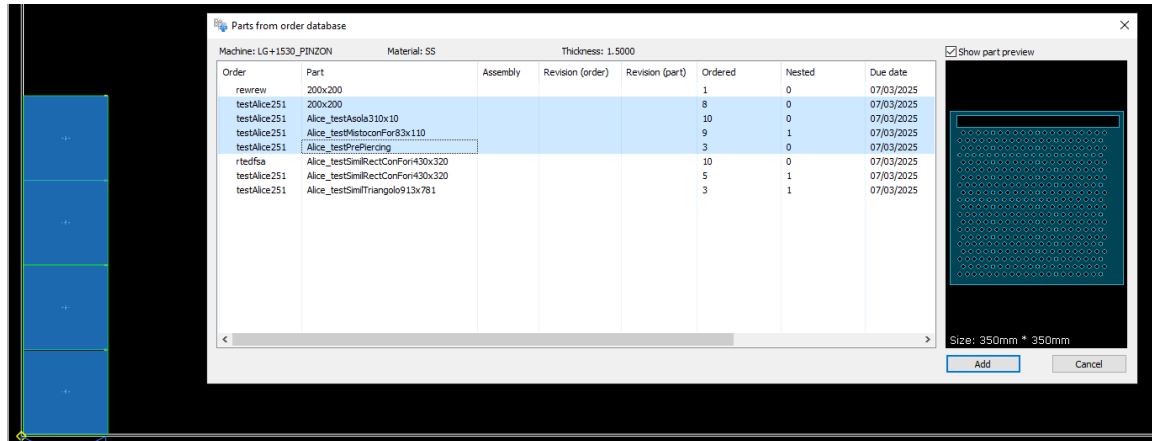 Parts from order database
Machine: LG+1530_PINZON Material: SS Thickness: 1.5000 Show part preview
Order Part Assembly Revision (order) Revision (part) Ordered Nested Due date
rewrew 200x200 1 0 07/03/2025
testAlice251 200x200 8 0 07/03/2025
testAlice251 Alice_testAsola310x10 10 0 07/03/2025
testAlice251 Alice_testMistoconFor83x110 9 1 07/03/2025
testAlice251 Alice_testPrePiercing 3 0 07/03/2025
rtedfsa Alice_testSimilRectConFori430x320 10 0 07/03/2025
testAlice251 Alice_testSimilRectConFori430x320 5 1 07/03/2025
testAlice251 Alice_testSimilTriangolo913x781 3 1 07/03/2025
Size: 350mm * 350mm
Add Cancel